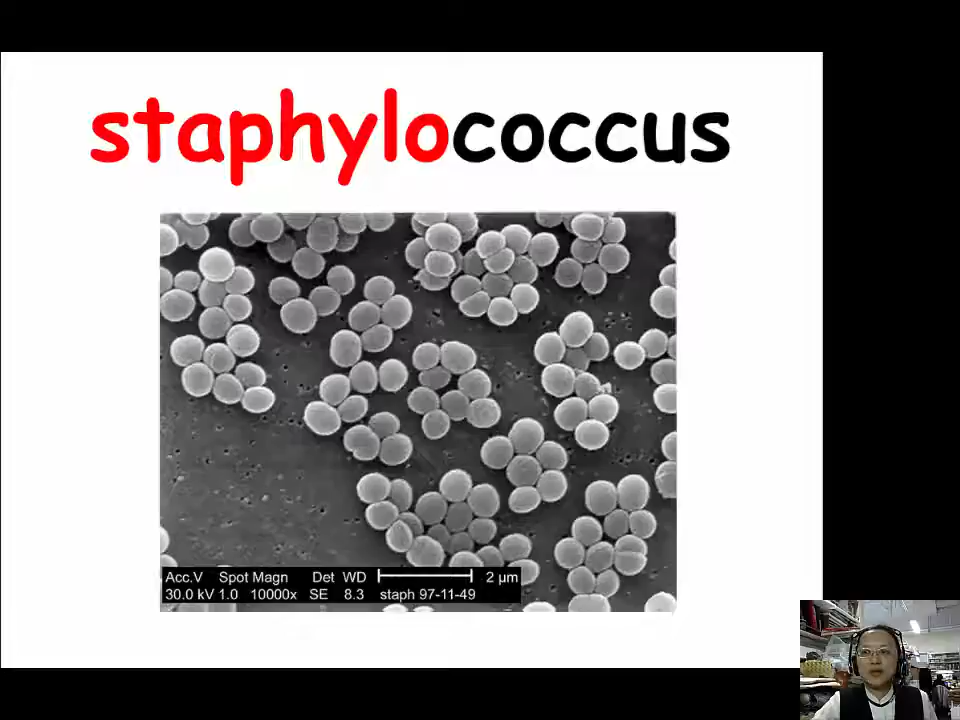 staphylococcus
Acc.V Spot Magn Det WD 2 µm
30.0 kV 1.0 10000x SE 8.3 staph 97-11-49